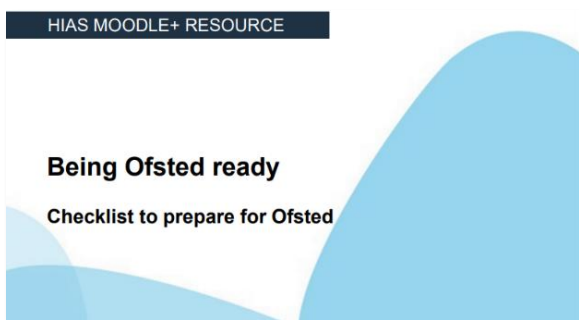 HIAS MOODLE+ RESOURCE
Being Ofsted ready
Checklist to prepare for Ofsted